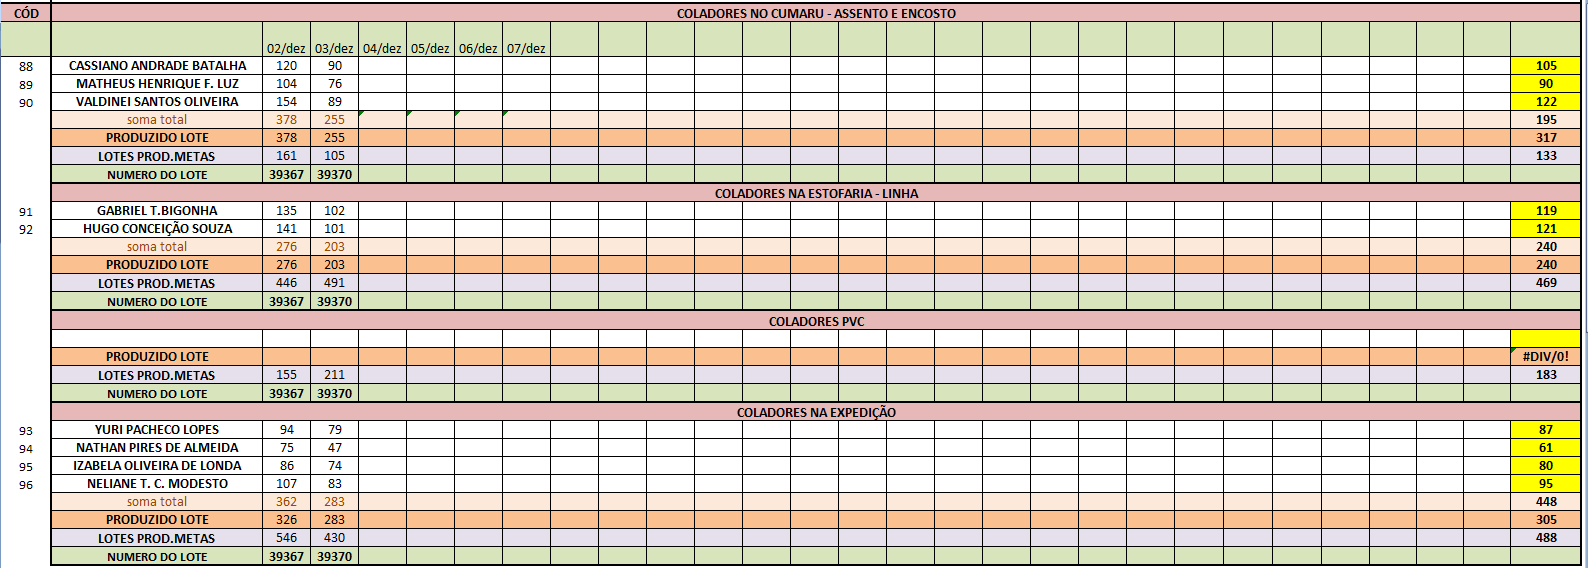 CÓD COLADORES NO CUMARU - ASSENTO E ENCOSTO
02/dez 03/dez 04/dez 05/dez 06/dez 07/dez
88 CASSIANO ANDRADE BATALHA 120 90 105
89 MATHEUS HENRIQUE F. LUZ 104 76 90
90 VALDINEI SANTOS OLIVEIRA 154 89 122
soma total 378 255 195
PRODUZIDO LOTE 378 255 317
LOTES PROD.METAS 161 105 133
NUMERO DO LOTE 39367 39370
COLADORES NA ESTOFARIA - LINHA
91 GABRIEL T.BIGONHA 135 102 119
92 HUGO CONCEIÇÃO SOUZA 141 101 121
soma total 276 203 240
PRODUZIDO LOTE 276 203 240
LOTES PROD.METAS 446 491 469
NUMERO DO LOTE 39367 39370
COLADORES PVC
PRODUZIDO LOTE #DIV/0!
LOTES PROD.METAS 155 211 183
NUMERO DO LOTE 39367 39370
COLADORES NA EXPEDIÇÃO
93 YURI PACHECO LOPES 94 79 87
94 NATHAN PIRES DE ALMEIDA 75 47 61
95 IZABELA OLIVEIRA DE LONDA 86 74 80
96 NELIANE T. C. MODESTO 107 83 95
soma total 362 283 448
PRODUZIDO LOTE 326 283 305
LOTES PROD.METAS 546 430 488
NUMERO DO LOTE 39367 39370